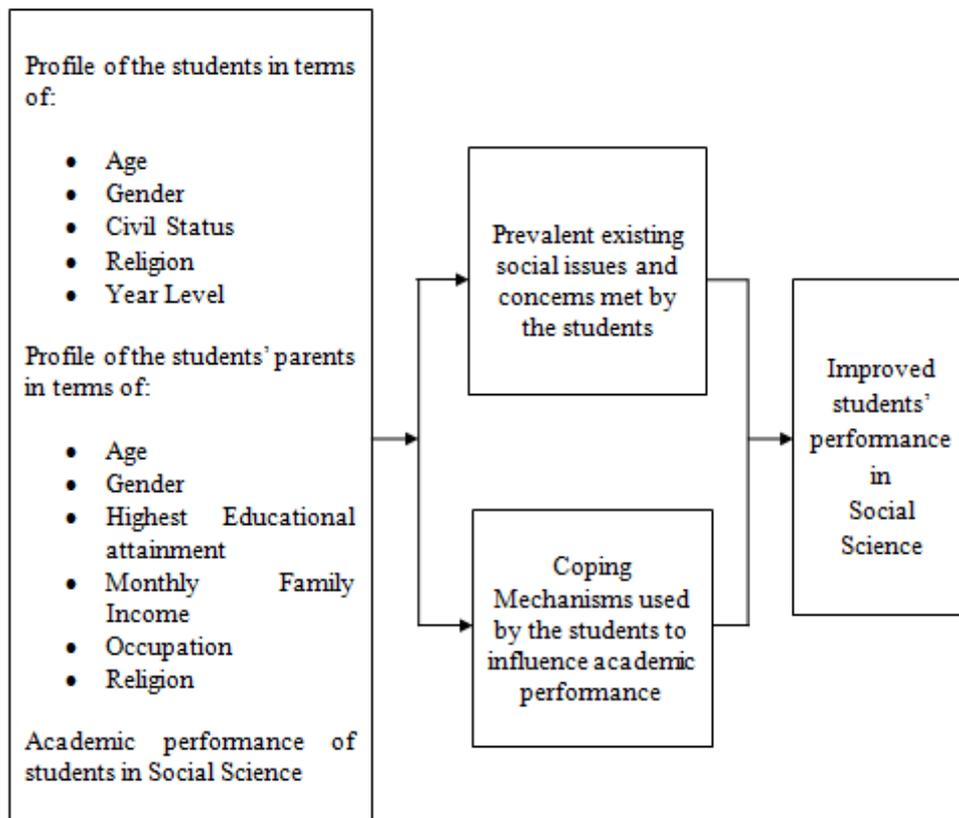 Profile of the students in terms
of:
• Age
• Gender
• Civil Status
• Religion
• Year Level
Profile of the students’ parents
in terms of:
• Age
• Gender
• Highest Educational
attainment
• Monthly Family
Income
• Occupation
• Religion
Academic performance of
students in Social Science
Prevalent existing
social issues and
concerns met by
the students
Coping
Mechanisms used
by the students to
influence academic
performance
Improved
students’
performance
in
Social
Science